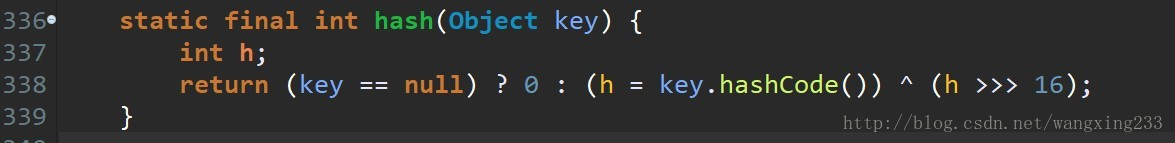 336 static final int hash(Object key) {
337 int h;
338 return (key == null) ? 0 : (h = key.hashCode()) ^ (h >>> 16);
339 }
http://blog.csdn.net/wangxing233